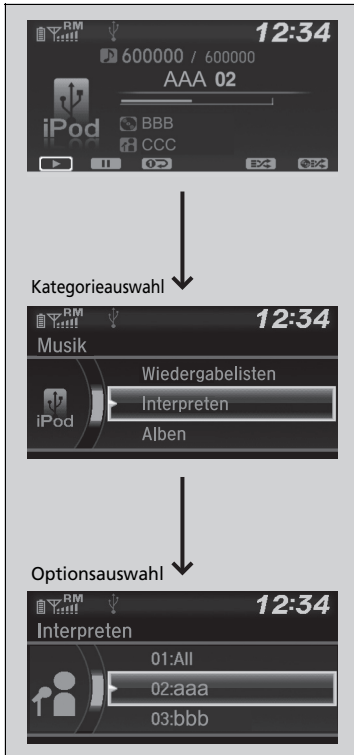 RM 12:34
600000 / 600000
AAA 02
iPod
BBB
CCC
Kategorieauswahl
RM 12:34
Musik
Wiedergabelisten
Interpreten
Alben
iPod
Optionsauswahl
RM 12:34
Interpreten
01:All
02:aaa
03:bbb